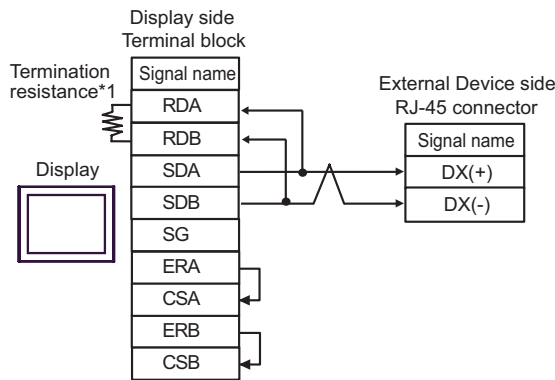 Display side
Terminal block
Termination
resistance*1
Signal name
RDA
RDB
SDA
SDB
SG
ERA
CSA
ERB
CSB
Display
External Device side
RJ-45 connector
Signal name
DX(+)
DX(-)